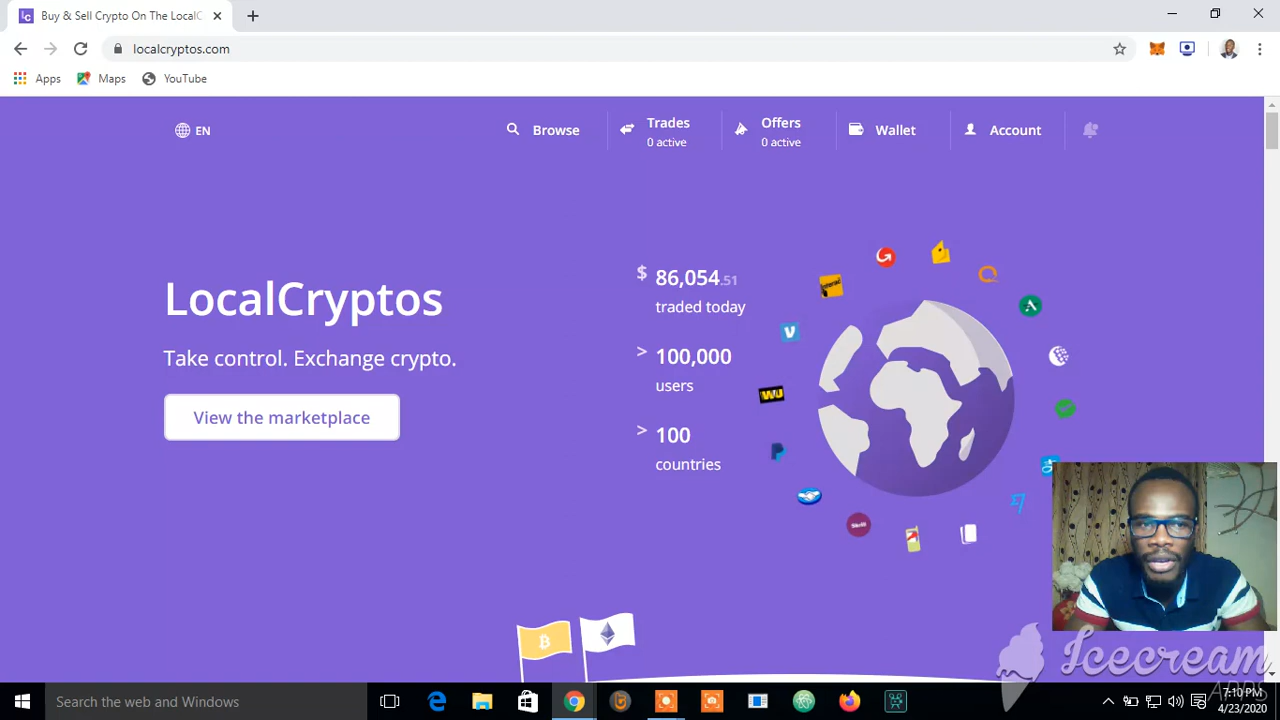 Buy & Sell Crypto On The LocalC
localcryptos.com
Apps
Maps
YouTube
EN
Browse
Trades
0 active
Offers
0 active
Wallet
Account
LocalCryptos
Take control. Exchange crypto.
View the marketplace
$ 86,054.51
traded today
> 100,000
users
> 100
countries
WU
Skrill
Icecream
APPS
Search the web and Windows
7:10 PM
4/23/2020